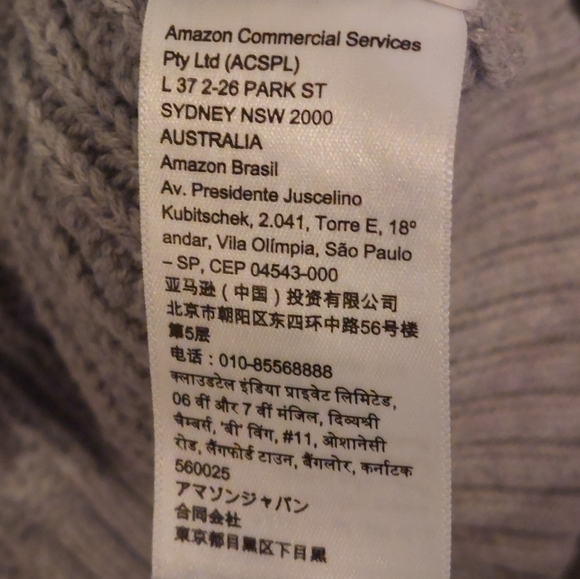 Amazon Commercial Services
Pty Ltd (ACSPL)
L 37 2-26 PARK ST
SYDNEY NSW 2000
AUSTRALIA
Amazon Brasil
Av. Presidente Juscelino
Kubitschek, 2.041, Torre E, 18º
andar, Vila Olímpia, São Paulo
– SP, CEP 04543-000
亚马逊（中国）投资有限公司
北京市朝阳区东四环中路56号楼
第5层
电话：010-85568888
क्लाउडटेल इंडिया प्राइवेट लिमिटेड,
06 वीं और 7 वीं मंजिल, दिव्यश्री
चैम्बर्स, 'बी' विंग, #11, ओशानेसी
रोड, लैंगफोर्ड टाउन, बैंगलोर, कर्नाटक
560025
アマゾンジャパン
合同会社
東京都目黒区下目黒